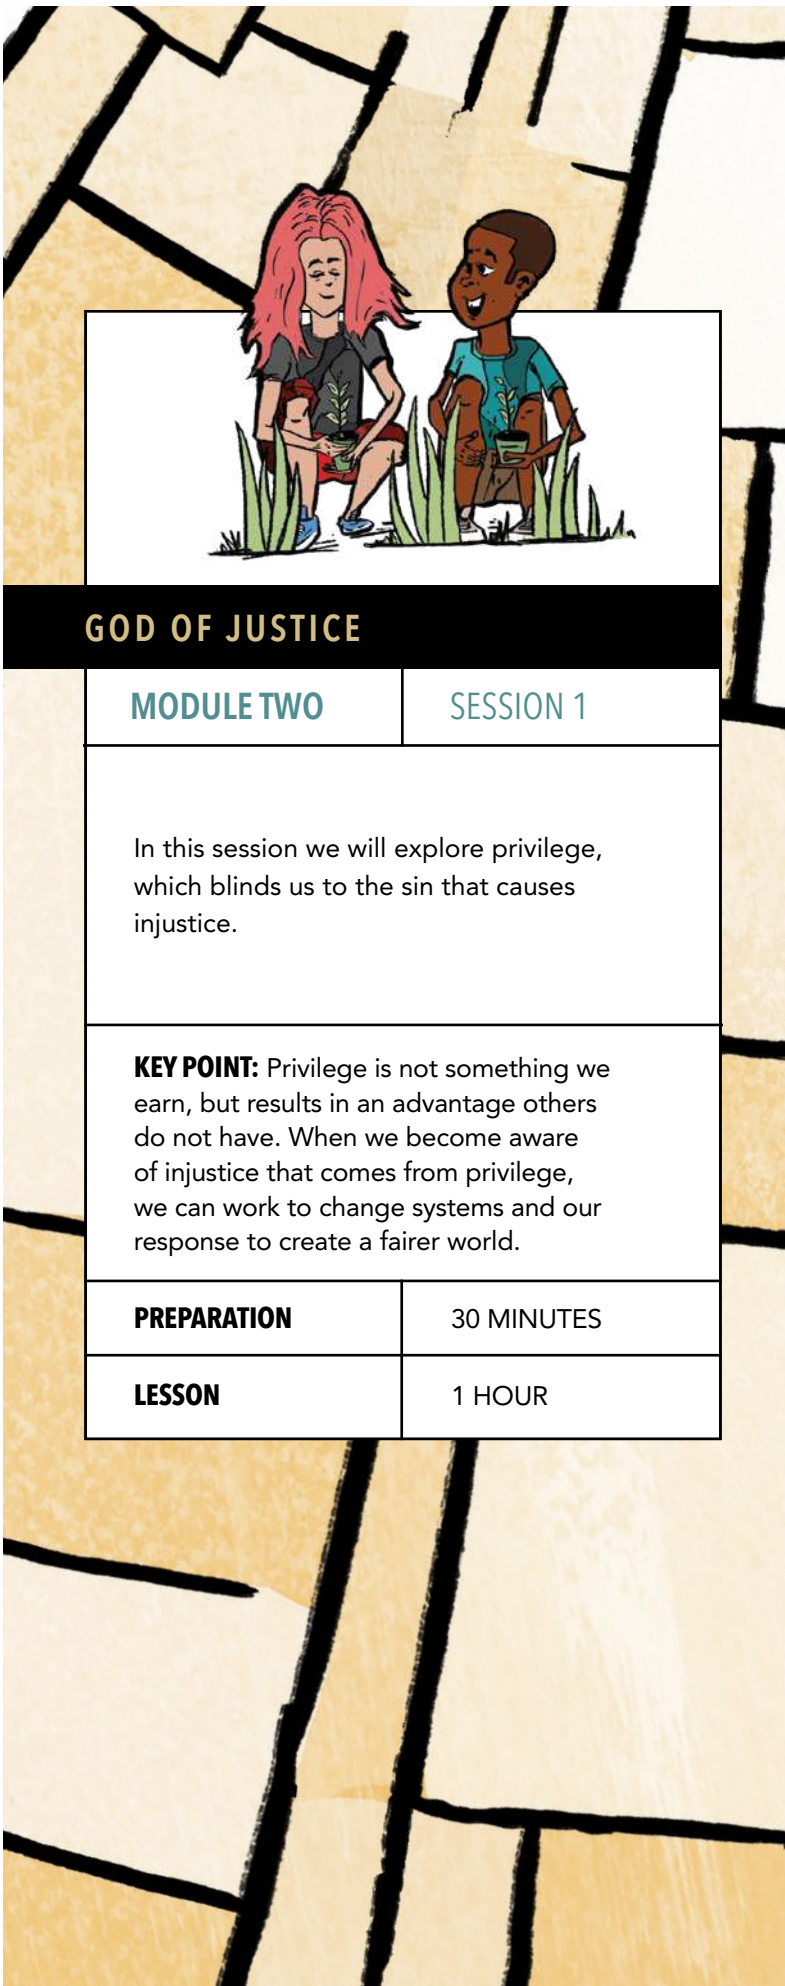 GOD OF JUSTICE
MODULE TWO
SESSION 1
In this session we will explore privilege,
which blinds us to the sin that causes
injustice.
KEY POINT: Privilege is not something we
earn, but results in an advantage others
do not have. When we become aware
of injustice that comes from privilege,
we can work to change systems and our
response to create a fairer world.
PREPARATION
30 MINUTES
LESSON
1 HOUR